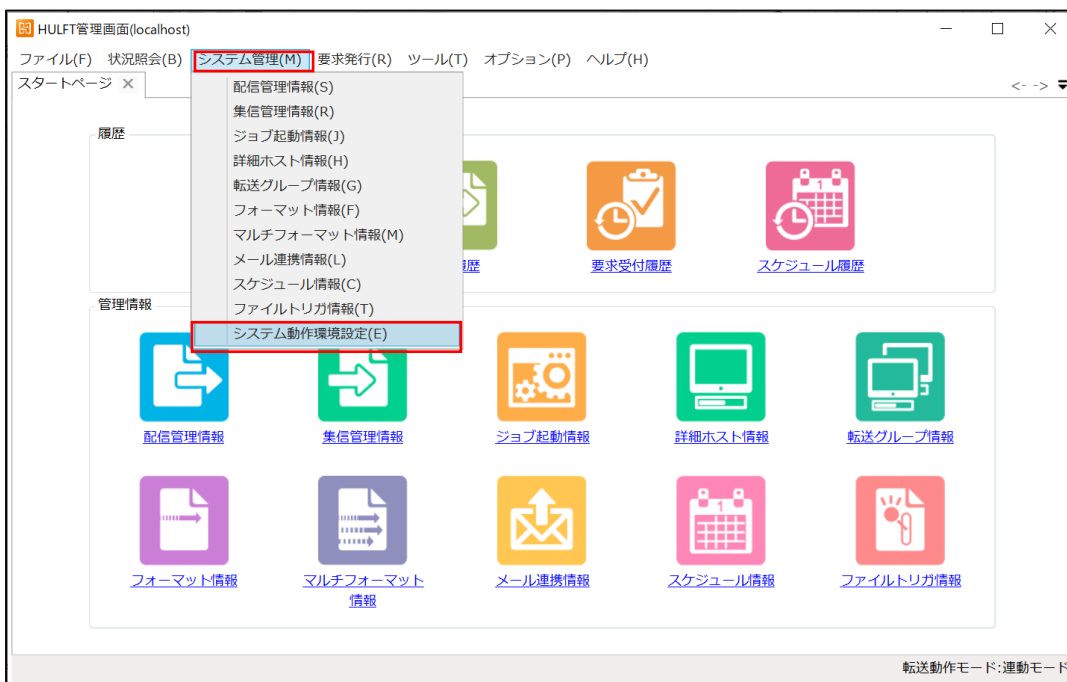 HULFT管理画面(localhost)
ファイル(F) 状況照会(B) システム管理(M) 要求発行(R) ツール(T) オプション(P) ヘルプ(H)
スタートページ
<- ->
配信管理情報(S)
集信管理情報(R)
ジョブ起動情報(J)
詳細ホスト情報(H)
転送グループ情報(G)
フォーマット情報(F)
マルチフォーマット情報(M)
メール連携情報(L)
スケジュール情報(C)
ファイルトリガ情報(T)
システム動作環境設定(E)
履歴
1
歴 要求受付履歴 スケジュール履歴
管理情報
配信管理情報 集信管理情報 ジョブ起動情報 詳細ホスト情報 転送グループ情報
1
フォーマット情報 マルチフォーマット メール連携情報 スケジュール情報 ファイルトリガ情報
情報
転送動作モード:連動モード